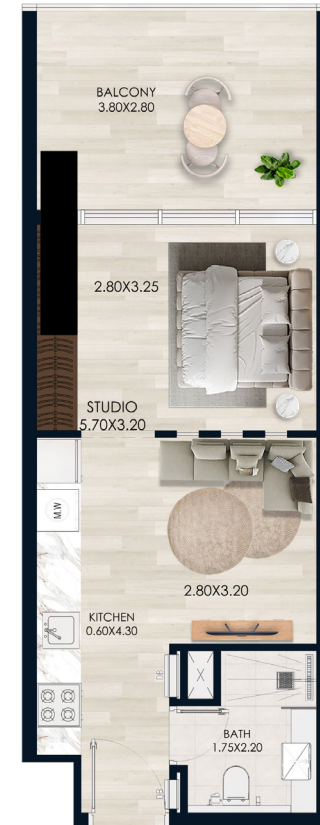 BALCONY
3.80X2.80
2.80X3.25
STUDIO
5.70X3.20
M.W
2.80X3.20
KITCHEN
0.60X4.30
DB
BATH
1.75X2.20